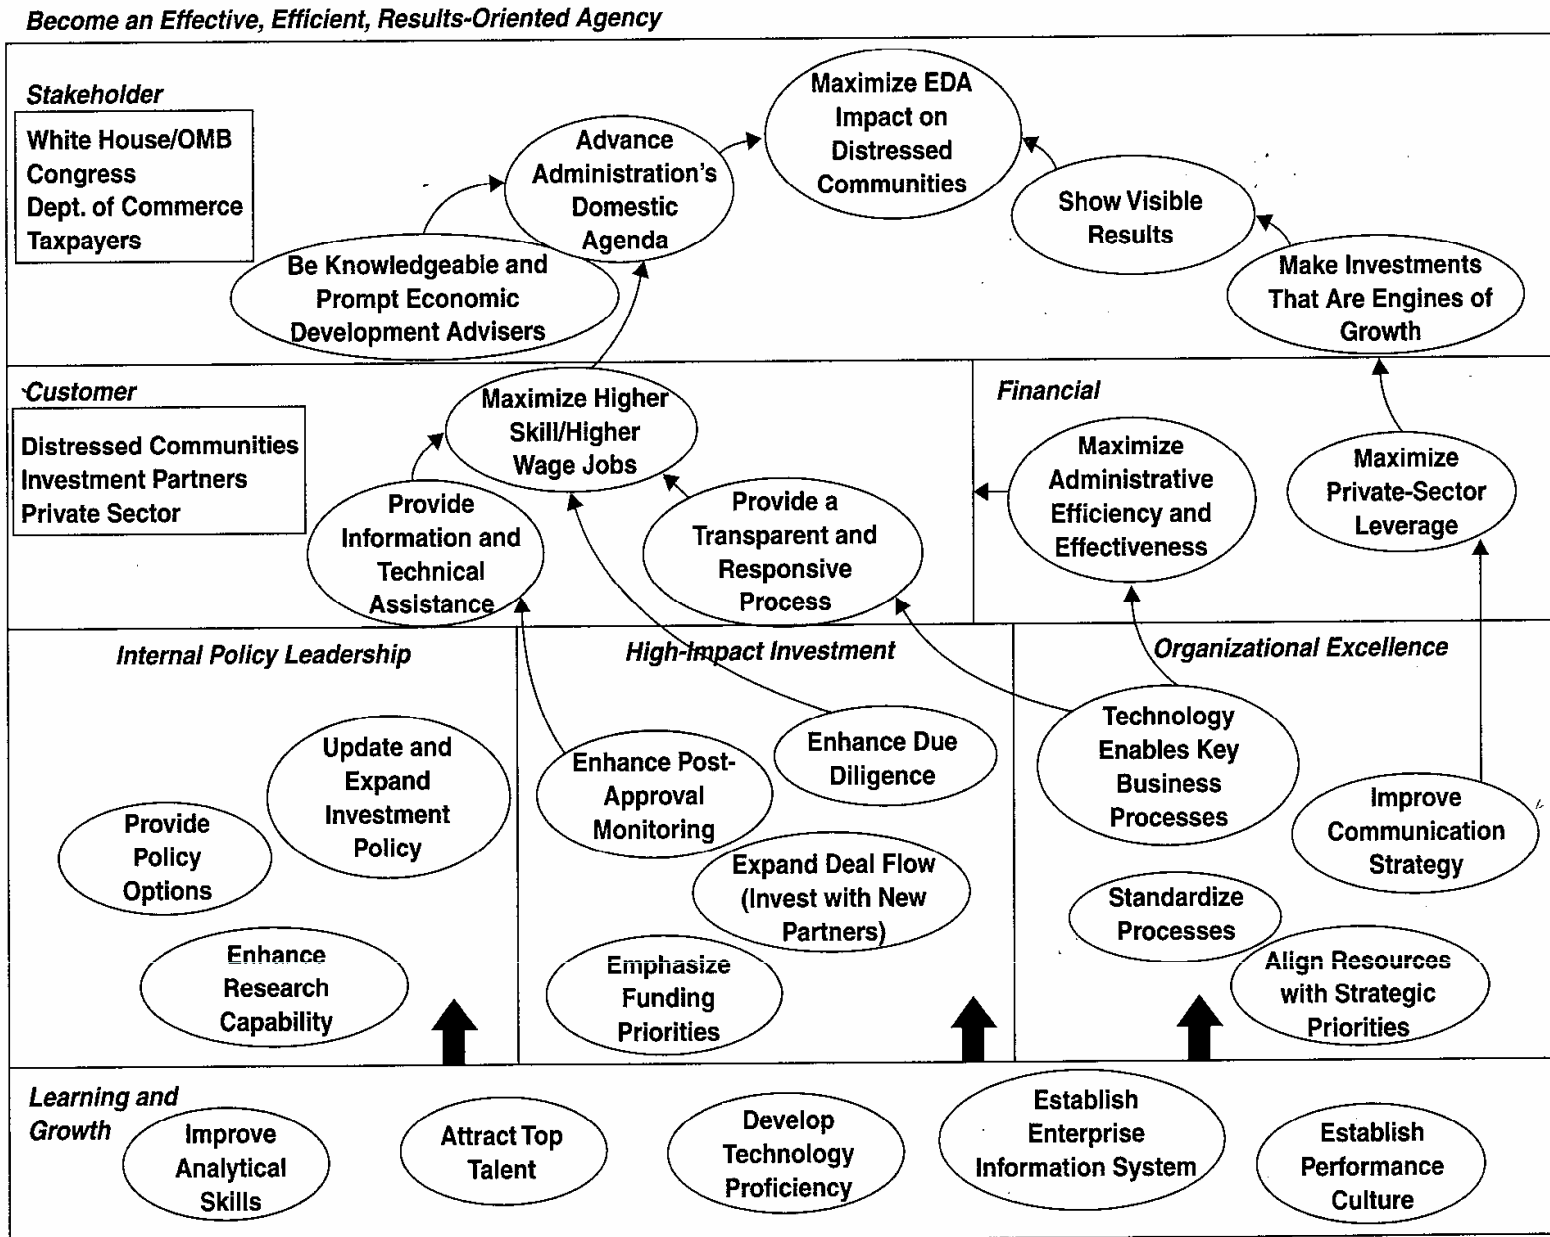 Become an Effective, Efficient, Results-Oriented Agency
Stakeholder
White House/OMB
Congress
Dept. of Commerce
Taxpayers
Maximize EDA
Impact on
Distressed
Communities
Advance
Administration's
Domestic
Agenda
Show Visible
Results
Be Knowledgeable and
Prompt Economic
Development Advisers
Make Investments
That Are Engines of
Growth
Customer
Distressed Communities
Investment Partners
Private Sector
Maximize Higher
Skill/Higher
Wage Jobs
Provide
Information and
Technical
Assistance
Provide a
Transparent and
Responsive
Process
Financial
Maximize
Administrative
Efficiency and
Effectiveness
Maximize
Private-Sector
Leverage
Internal Policy Leadership
Update and
Expand
Investment
Policy
Provide
Policy
Options
Enhance
Research
Capability
High-Impact Investment
Enhance Due
Diligence
Enhance Post-
Approval
Monitoring
Expand Deal Flow
(Invest with New
Partners)
Emphasize
Funding
Priorities
Organizational Excellence
Technology
Enables Key
Business
Processes
Improve
Communication
Strategy
Standardize
Processes
Align Resources
with Strategic
Priorities
Learning and
Growth
Improve
Analytical
Skills
Attract Top
Talent
Develop
Technology
Proficiency
Establish
Enterprise
Information System
Establish
Performance
Culture